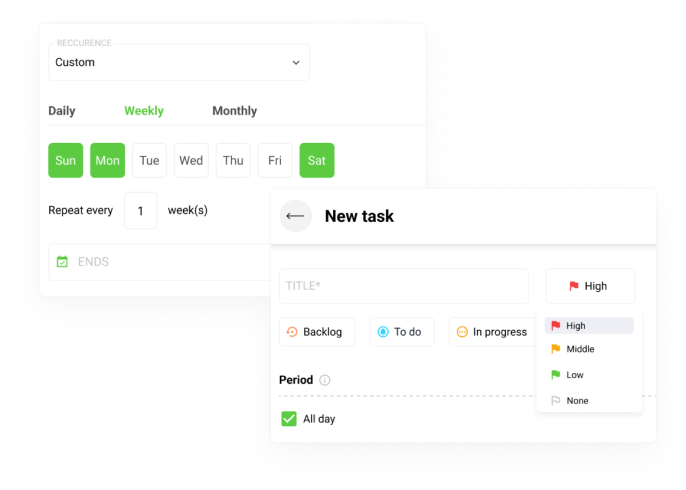 RECCURENCE
Custom
Daily Weekly Monthly
Sun Mon Tue Wed Thu Fri Sat
Repeat every 1 week(s)
ENDS
New task
TITLE* High
Backlog To do In progress
High
Middle
Low
None
Period
All day